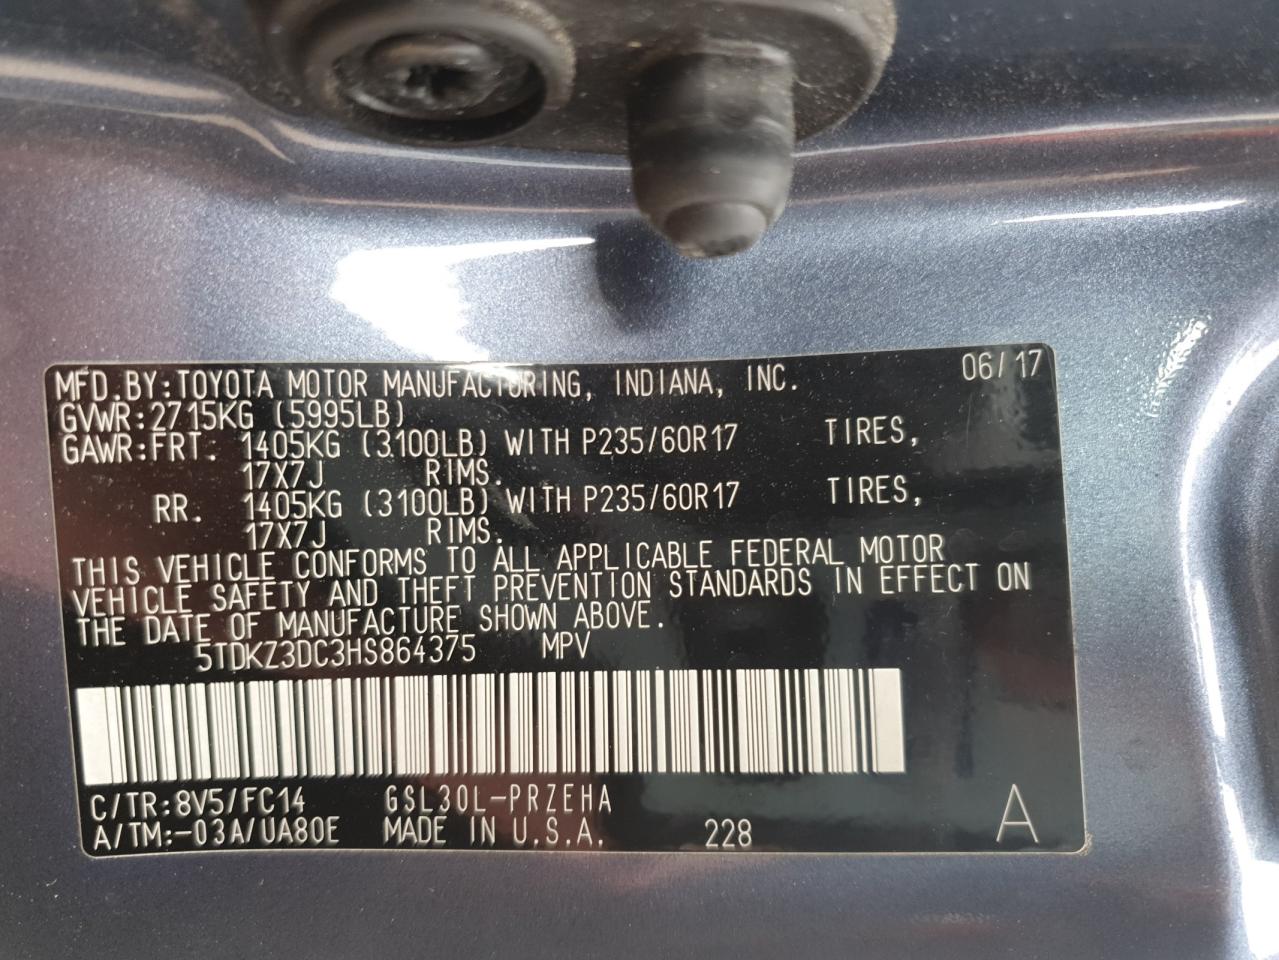 MFD.BY:TOYOTA MOTOR MANUFACTURING, INDIANA, INC. 06/17
GVWR:2715KG (5995LB)
GAWR:FRT. 1405KG (3100LB) WITH P235/60R17 TIRES,
17X7J RIMS.
RR. 1405KG (3100LB) WITH P235/60R17 TIRES,
17X7J RIMS.
THIS VEHICLE CONFORMS TO ALL APPLICABLE FEDERAL MOTOR
VEHICLE SAFETY AND THEFT PREVENTION STANDARDS IN EFFECT ON
THE DATE OF MANUFACTURE SHOWN ABOVE.
5TDKZ3DC3HS864375 MPV
C/TR:8V5/FC14 GSL30L-PRZEHA
A/TM:-03A/UA80E MADE IN U.S.A. 228 A